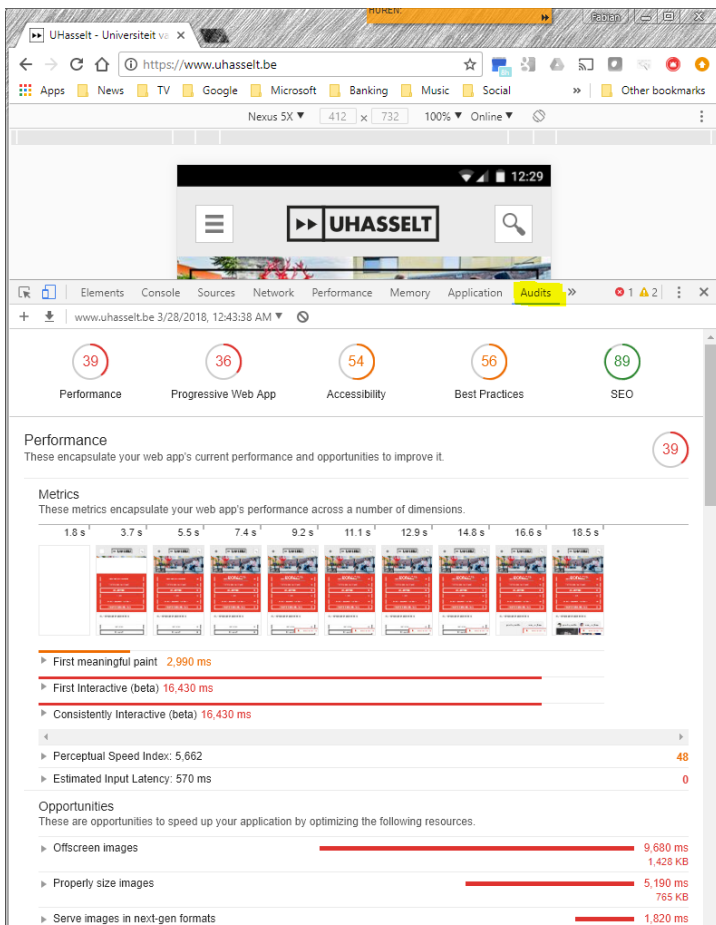 HUREN:
Fabian
UHasselt - Universiteit va
https://www.uhasselt.be
Apps News TV Google Microsoft Banking Music Social » Other bookmarks
Nexus 5X ▼ 412 x 732 100% ▼ Online ▼
12:29
UHASSELT
Elements Console Sources Network Performance Memory Application Audits » 1 2
www.uhasselt.be 3/28/2018, 12:43:38 AM ▼
39 36 54 56 89
Performance Progressive Web App Accessibility Best Practices SEO
Performance
These encapsulate your web app's current performance and opportunities to improve it.
39
Metrics
These metrics encapsulate your web app's performance across a number of dimensions.
1.8 s 3.7 s 5.5 s 7.4 s 9.2 s 11.1 s 12.9 s 14.8 s 16.6 s 18.5 s
First meaningful paint 2,990 ms
First Interactive (beta) 16,430 ms
Consistently Interactive (beta) 16,430 ms
Perceptual Speed Index: 5,662 48
Estimated Input Latency: 570 ms 0
Opportunities
These are opportunities to speed up your application by optimizing the following resources.
Offscreen images 9,680 ms
1,428 KB
Properly size images 5,190 ms
765 KB
Serve images in next-gen formats 1,820 ms